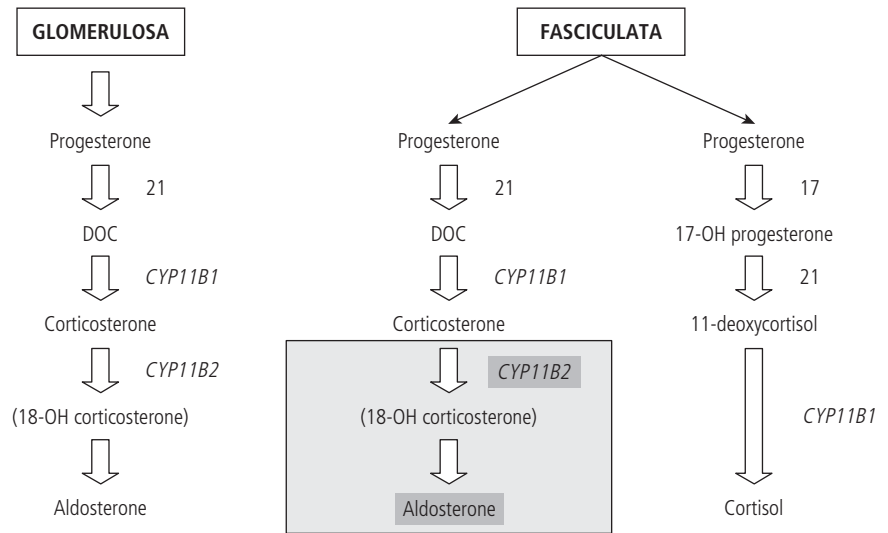 GLOMERULOSA
Progesterone
21
DOC
CYP11B1
Corticosterone
CYP11B2
(18-OH corticosterone)
Aldosterone
FASCICULATA
Progesterone
21
DOC
CYP11B1
Corticosterone
CYP11B2
(18-OH corticosterone)
Aldosterone
Progesterone
17
17-OH progesterone
21
11-deoxycortisol
CYP11B1
Cortisol